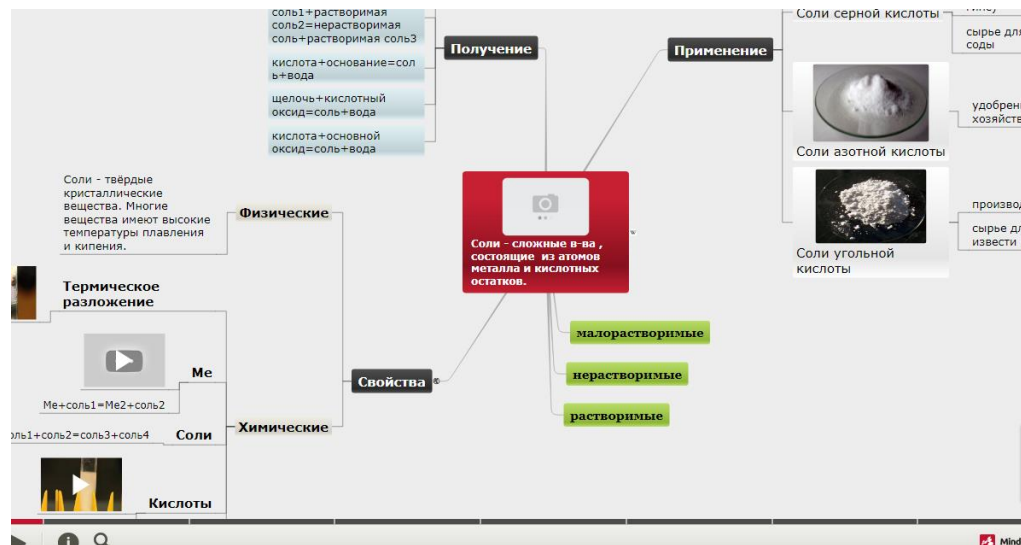 соль1+растворимая
соль2=нерастворимая
соль+растворимая соль3
кислота+основание=сол
ь+вода
щелочь+кислотный
оксид=соль+вода
кислота+основной
оксид=соль+вода
Получение
Применение
Соли серной кислоты
сырье для
соды
Соли азотной кислоты
удобрен
хозяйств
Соли угольной
кислоты
производ
сырье дл
извести
Соли - сложные в-ва ,
состоящие из атомов
металла и кислотных
остатков.
малорастворимые
нерастворимые
растворимые
Свойства
Физические
Соли - твёрдые
кристаллические
вещества. Многие
вещества имеют высокие
температуры плавления
и кипения.
Химические
Термическое
разложение
Ме
Ме+соль1=Ме2+соль2
Соли
оль1+соль2=соль3+соль4
Кислоты
Mind